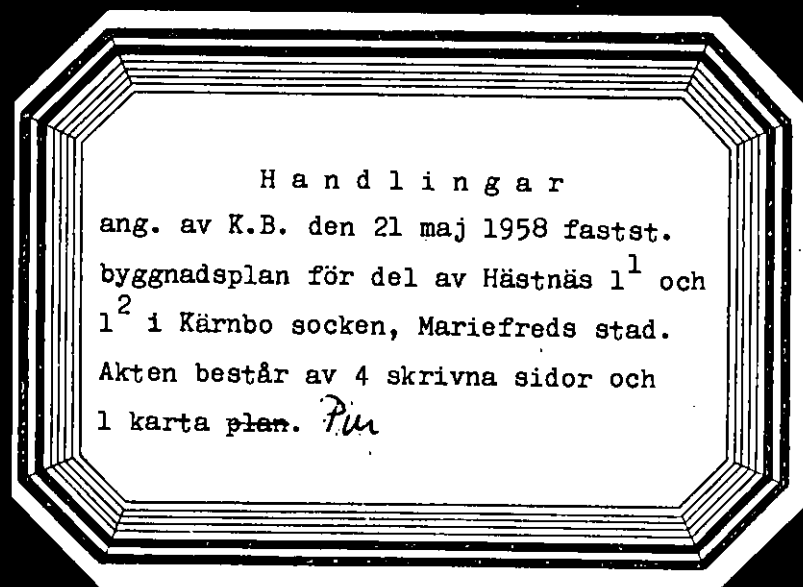 H a n d l i n g a r
ang. av K.B. den 21 maj 1958 fastst.
byggnadsplan för del av Hästnäs 1¹ och
1² i Kärnbo socken, Mariefreds stad.
Akten består av 4 skrivna sidor och
1 karta plan.